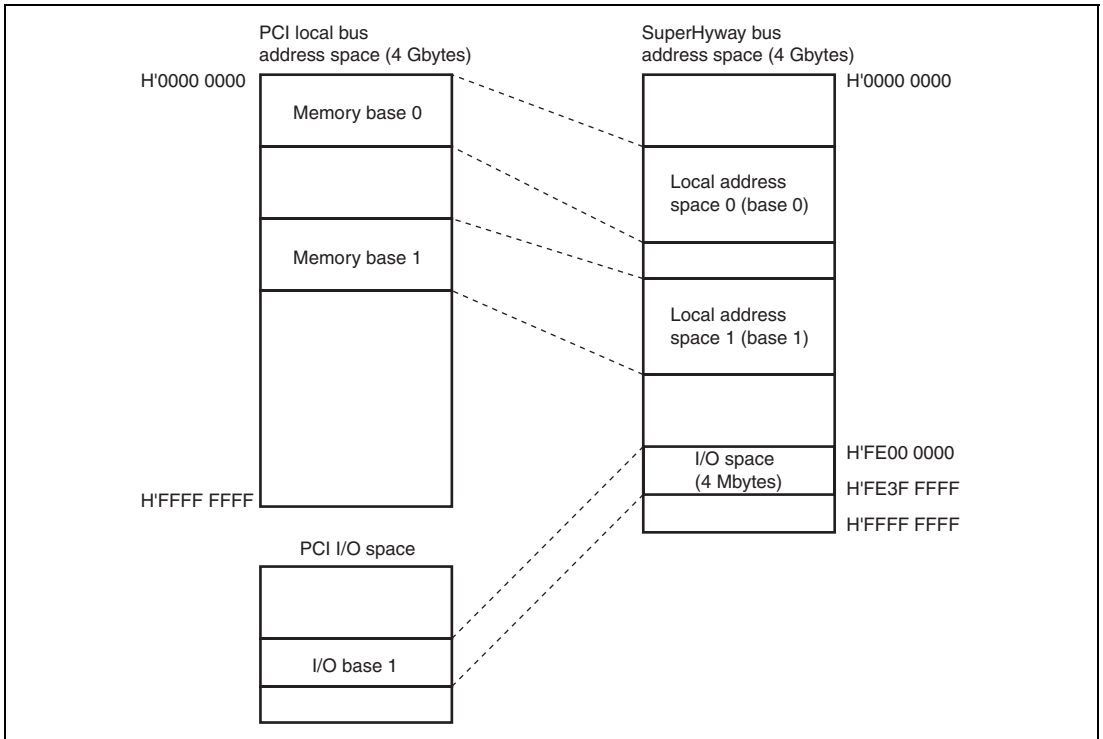 PCI local bus
address space (4 Gbytes)
H'0000 0000
Memory base 0
Memory base 1
H'FFFF FFFF
PCI I/O space
I/O base 1
SuperHyway bus
address space (4 Gbytes)
H'0000 0000
Local address
space 0 (base 0)
Local address
space 1 (base 1)
I/O space
(4 Mbytes)
H'FE00 0000
H'FE3F FFFF
H'FFFF FFFF